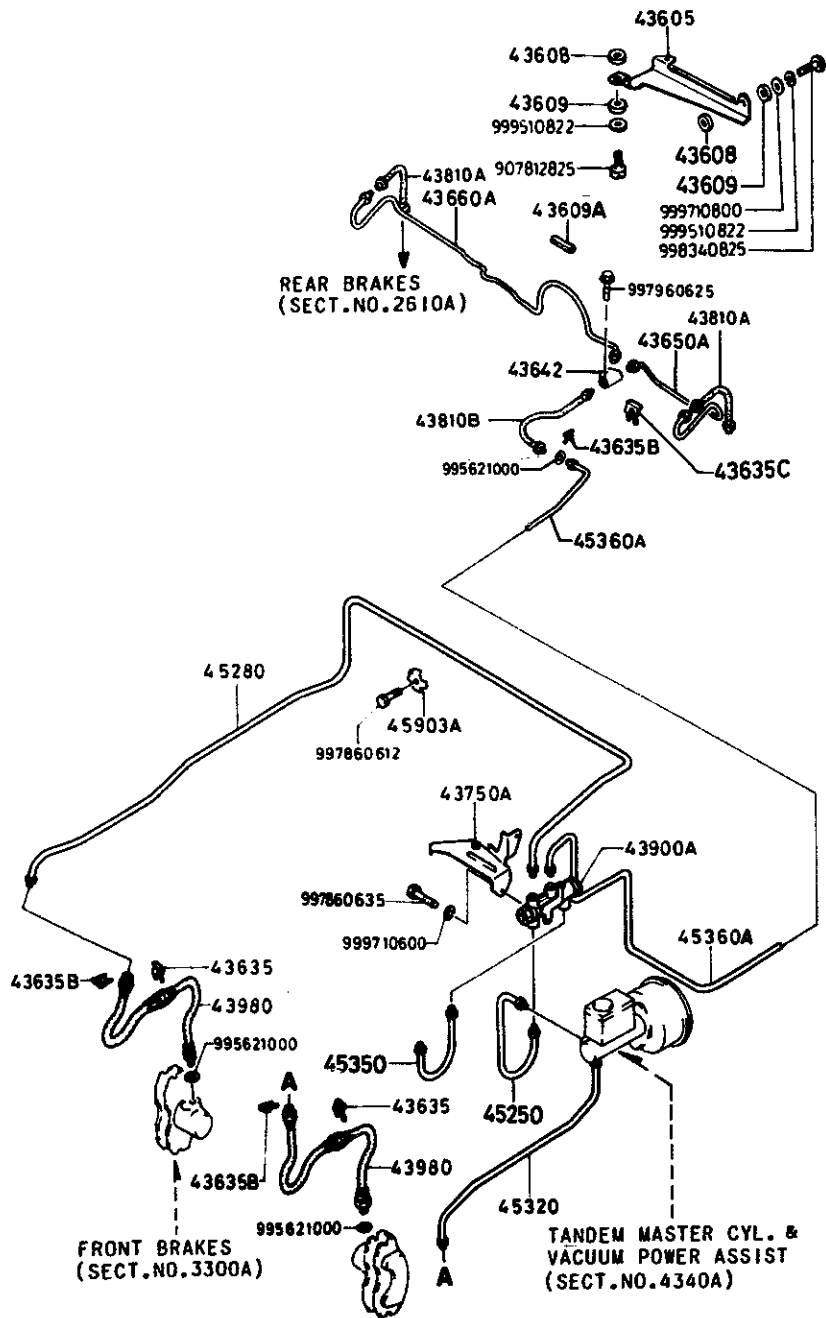 43605
43608
43609
999510822
907812825
43608
43609
999710800
999510822
998340825
43810A
43660A
43609A
REAR BRAKES
(SECT.NO.2610A)
997960625
43810A
43650A
43642
43810B
43635B
995621000
43635C
45360A
45280
45903A
997860612
43750A
43900A
997860635
999710600
45360A
43635
43635B
43980
995621000
A
43635
45350
45250
43635B
43980
45320
995621000
FRONT BRAKES
(SECT.NO.3300A)
A
TANDEM MASTER CYL. &
VACUUM POWER ASSIST
(SECT.NO.4340A)